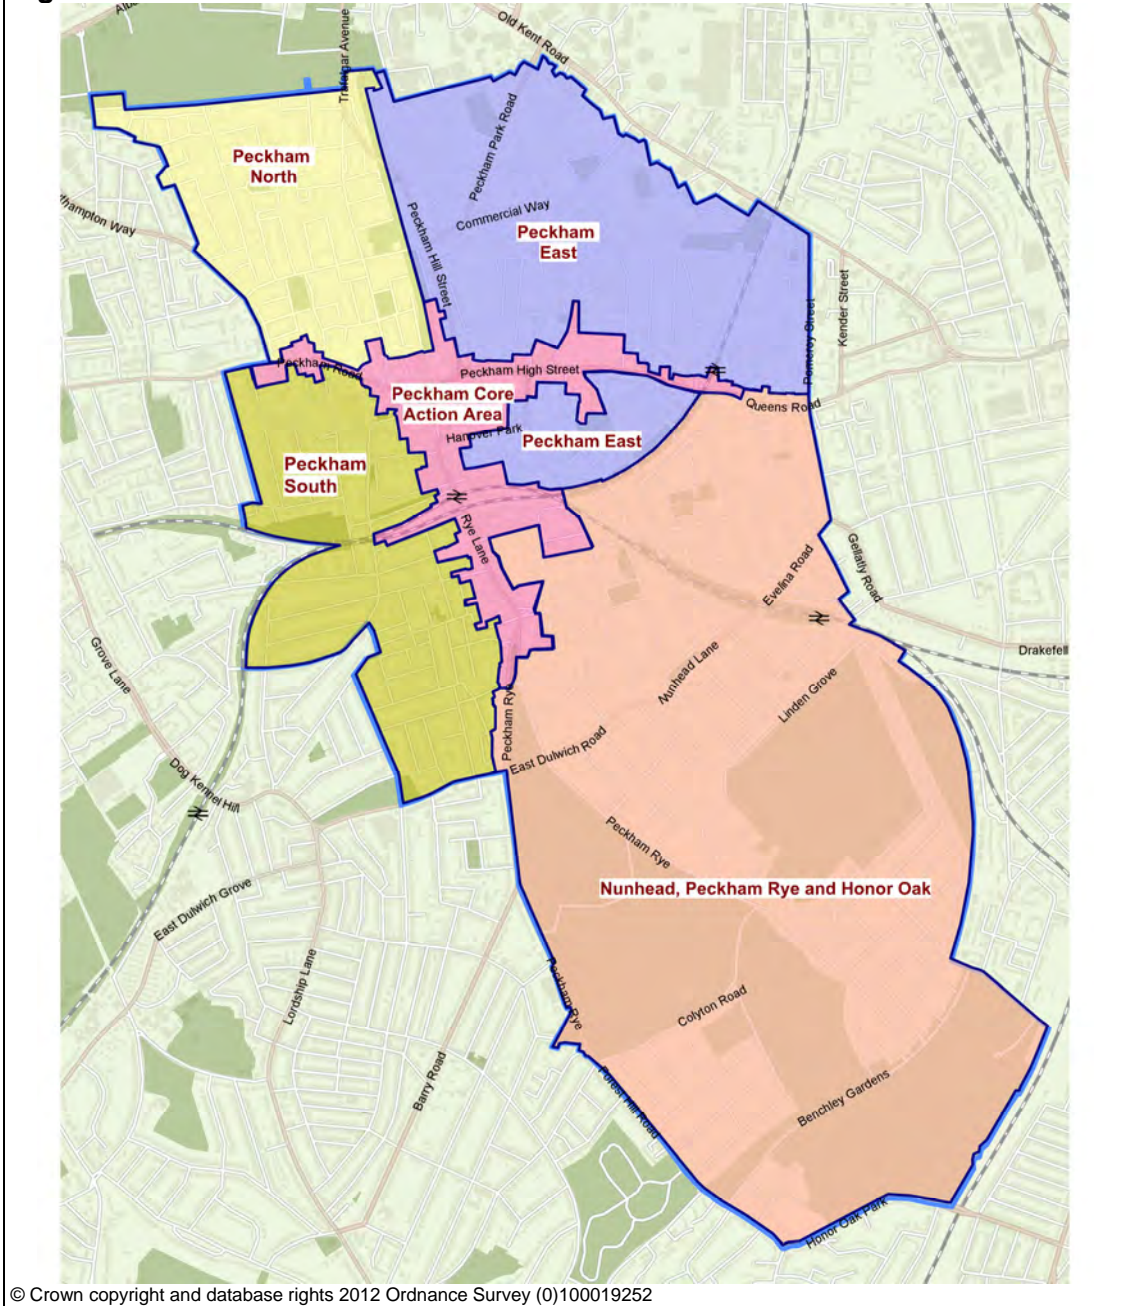 Old Kent Road
Trafalgar Avenue
Peckham Park Road
Peckham
North
Commercial Way
Peckham
East
Peckham Hill Street
Kender Street
Pomeroy Street
Peckham Road
Peckham High Street
Peckham Core
Action Area
Queens Road
Hanover Park
Peckham East
Peckham
South
Rye Lane
Evelina Road
Gellatly Road
Grove Lane
Nunhead Lane
Drakefell
Linden Grove
Peckham Rye
East Dulwich Road
Dog Kennel Hill
Peckham Rye
Nunhead, Peckham Rye and Honor Oak
East Dulwich Grove
Lordship Lane
Peckham Rye
Colyton Road
Barry Road
Forest Hill Road
Benchley Gardens
Honor Oak Park
© Crown copyright and database rights 2012 Ordnance Survey (0)100019252